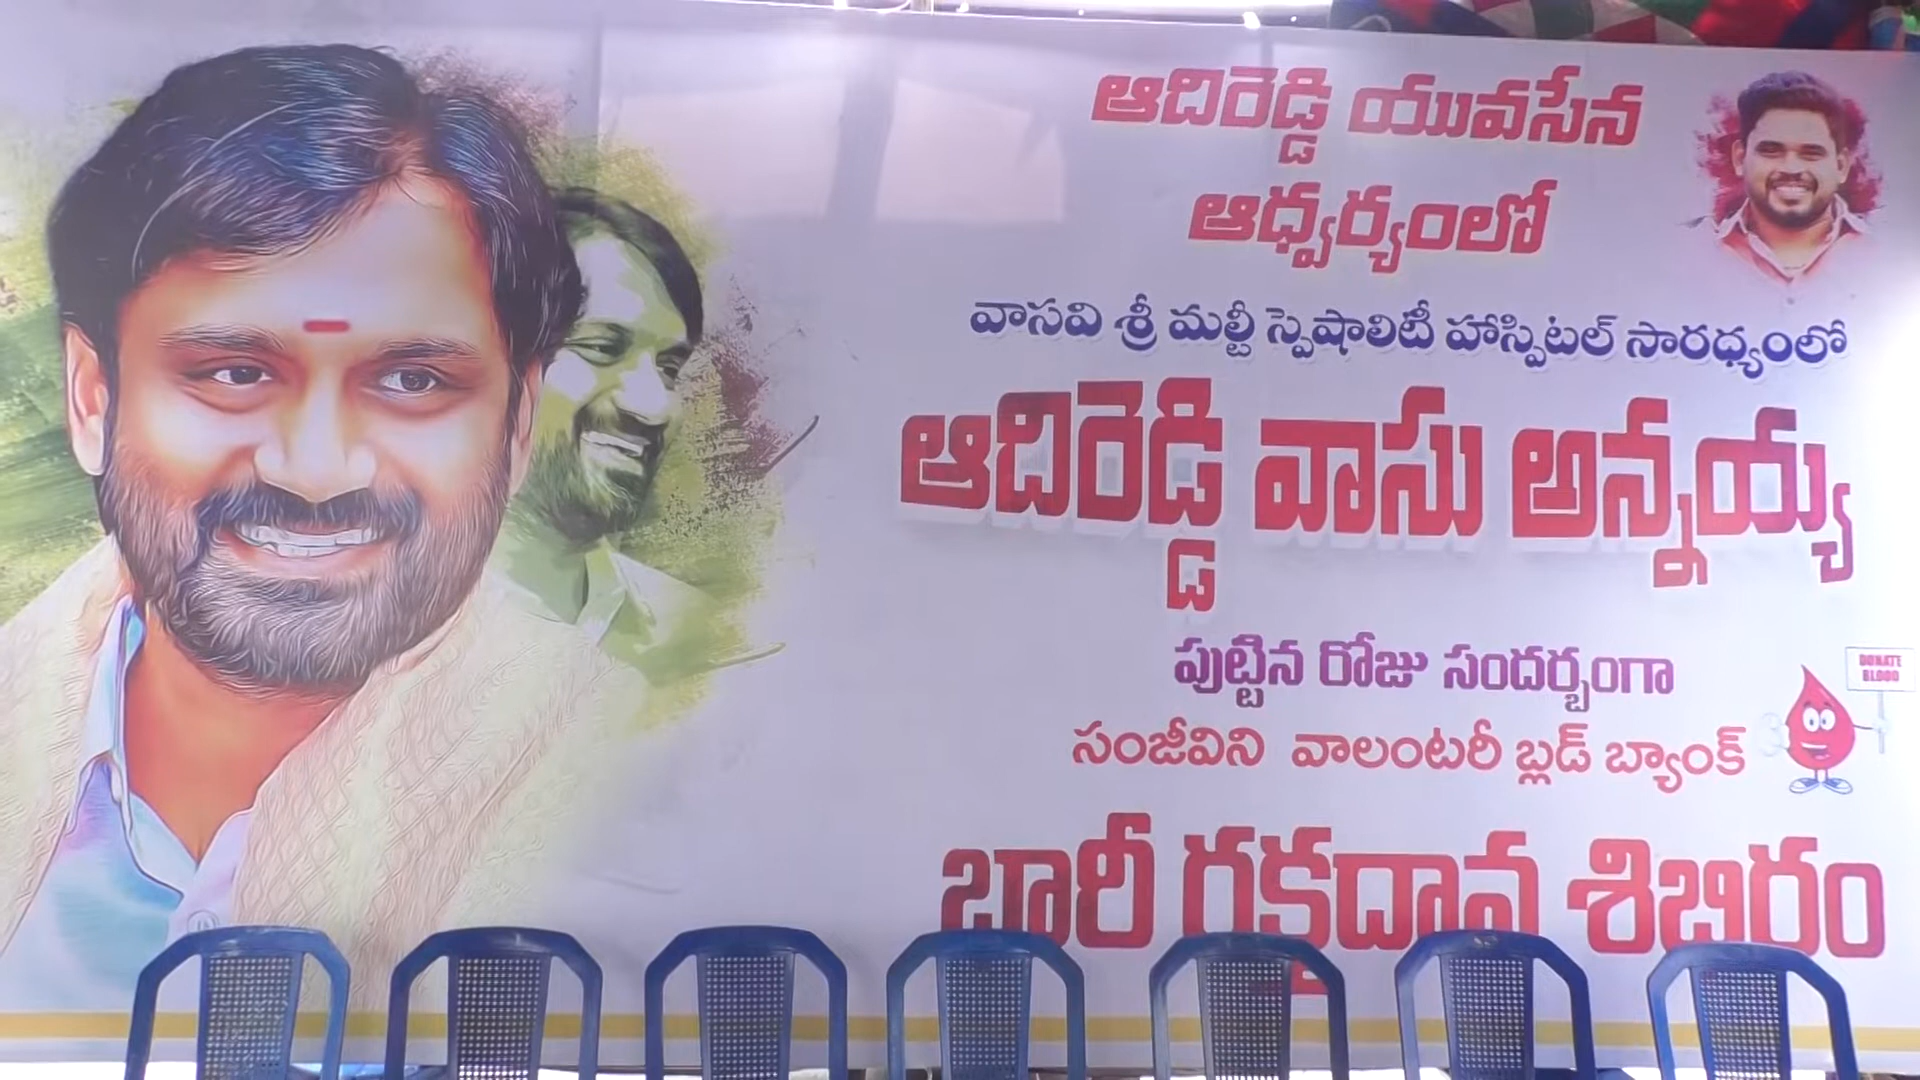 ఆదిరెడ్డి యువసేన
ఆధ్వర్యంలో
వాసవి శ్రీ మల్టీ స్పెషాలిటీ హాస్పిటల్ సారధ్యంలో
ఆదిరెడ్డి వాసు అన్నయ్య
పుట్టిన రోజు సందర్బంగా
DONATE
BLOOD
సంజీవిని వాలంటరీ బ్లడ్ బ్యాంక్
భారీ రక్తదాన శిబిరం